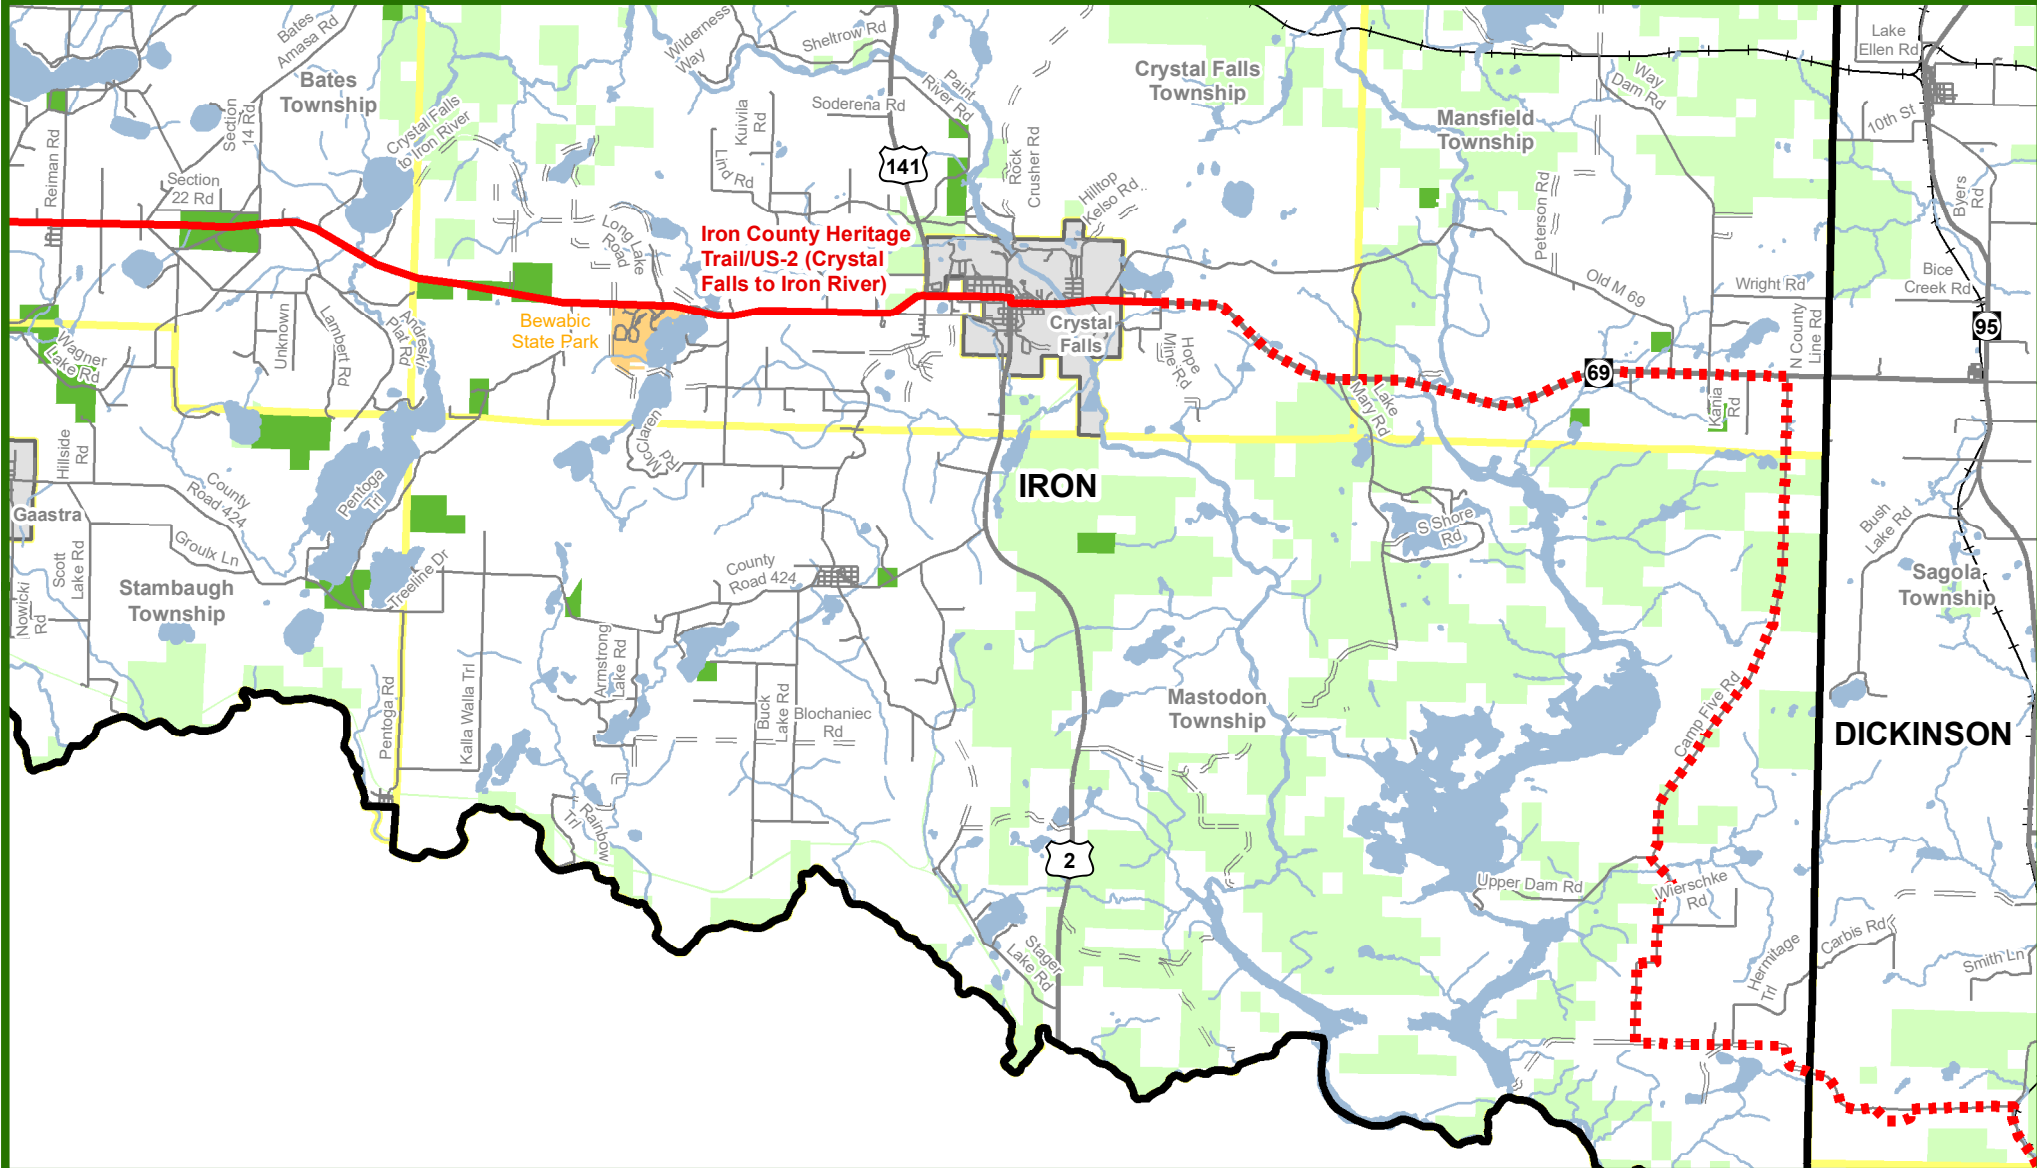 Bates
Amasa Rd
Bates
Township
Wilderness
Way
Sheltrow Rd
Paint
River Rd
Crystal Falls
Township
Way
Dam Rd
Lake
Ellen Rd
Mansfield
Township
10th St
Reiman Rd
Section
14 Rd
Crystal Falls
to Iron River
Kuivila
Rd
Soderena Rd
Lind Rd
141
Rock
Crusher Rd
Hilltop
Kelso Rd
Peterson Rd
Byers
Rd
Section
22 Rd
Long Lake
Road
Iron County Heritage
Trail/US-2 (Crystal
Falls to Iron River)
Old M 69
Wright Rd
Bice
Creek Rd
N County
Line Rd
95
Bewabic
State Park
Crystal
Falls
Hope
Mine Rd
69
Lake
Mary Rd
Kania
Rd
Wagner
Lake Rd
Unknown
Lambert Rd
Andreski
Plat Rd
McClaren
Rd
Hillside
Rd
County
Road 424
Pentoga
Trl
IRON
S Shore
Rd
Bush
Lake Rd
Gaastra
Groulx Ln
Scott
Lake Rd
Nowicki
Rd
Stambaugh
Township
Treeline Dr
County
Road 424
Sagola
Township
Armstrong
Lake Rd
Pentoga Rd
Kalla Walla Trl
Buck
Lake Rd
Blochaniec
Rd
Mastodon
Township
Camp Five Rd
DICKINSON
Rainbow
Trl
2
Upper Dam Rd
Wierschke
Rd
Stager
Lake Rd
Hermitage
Trl
Carbis Rd
Smith Ln